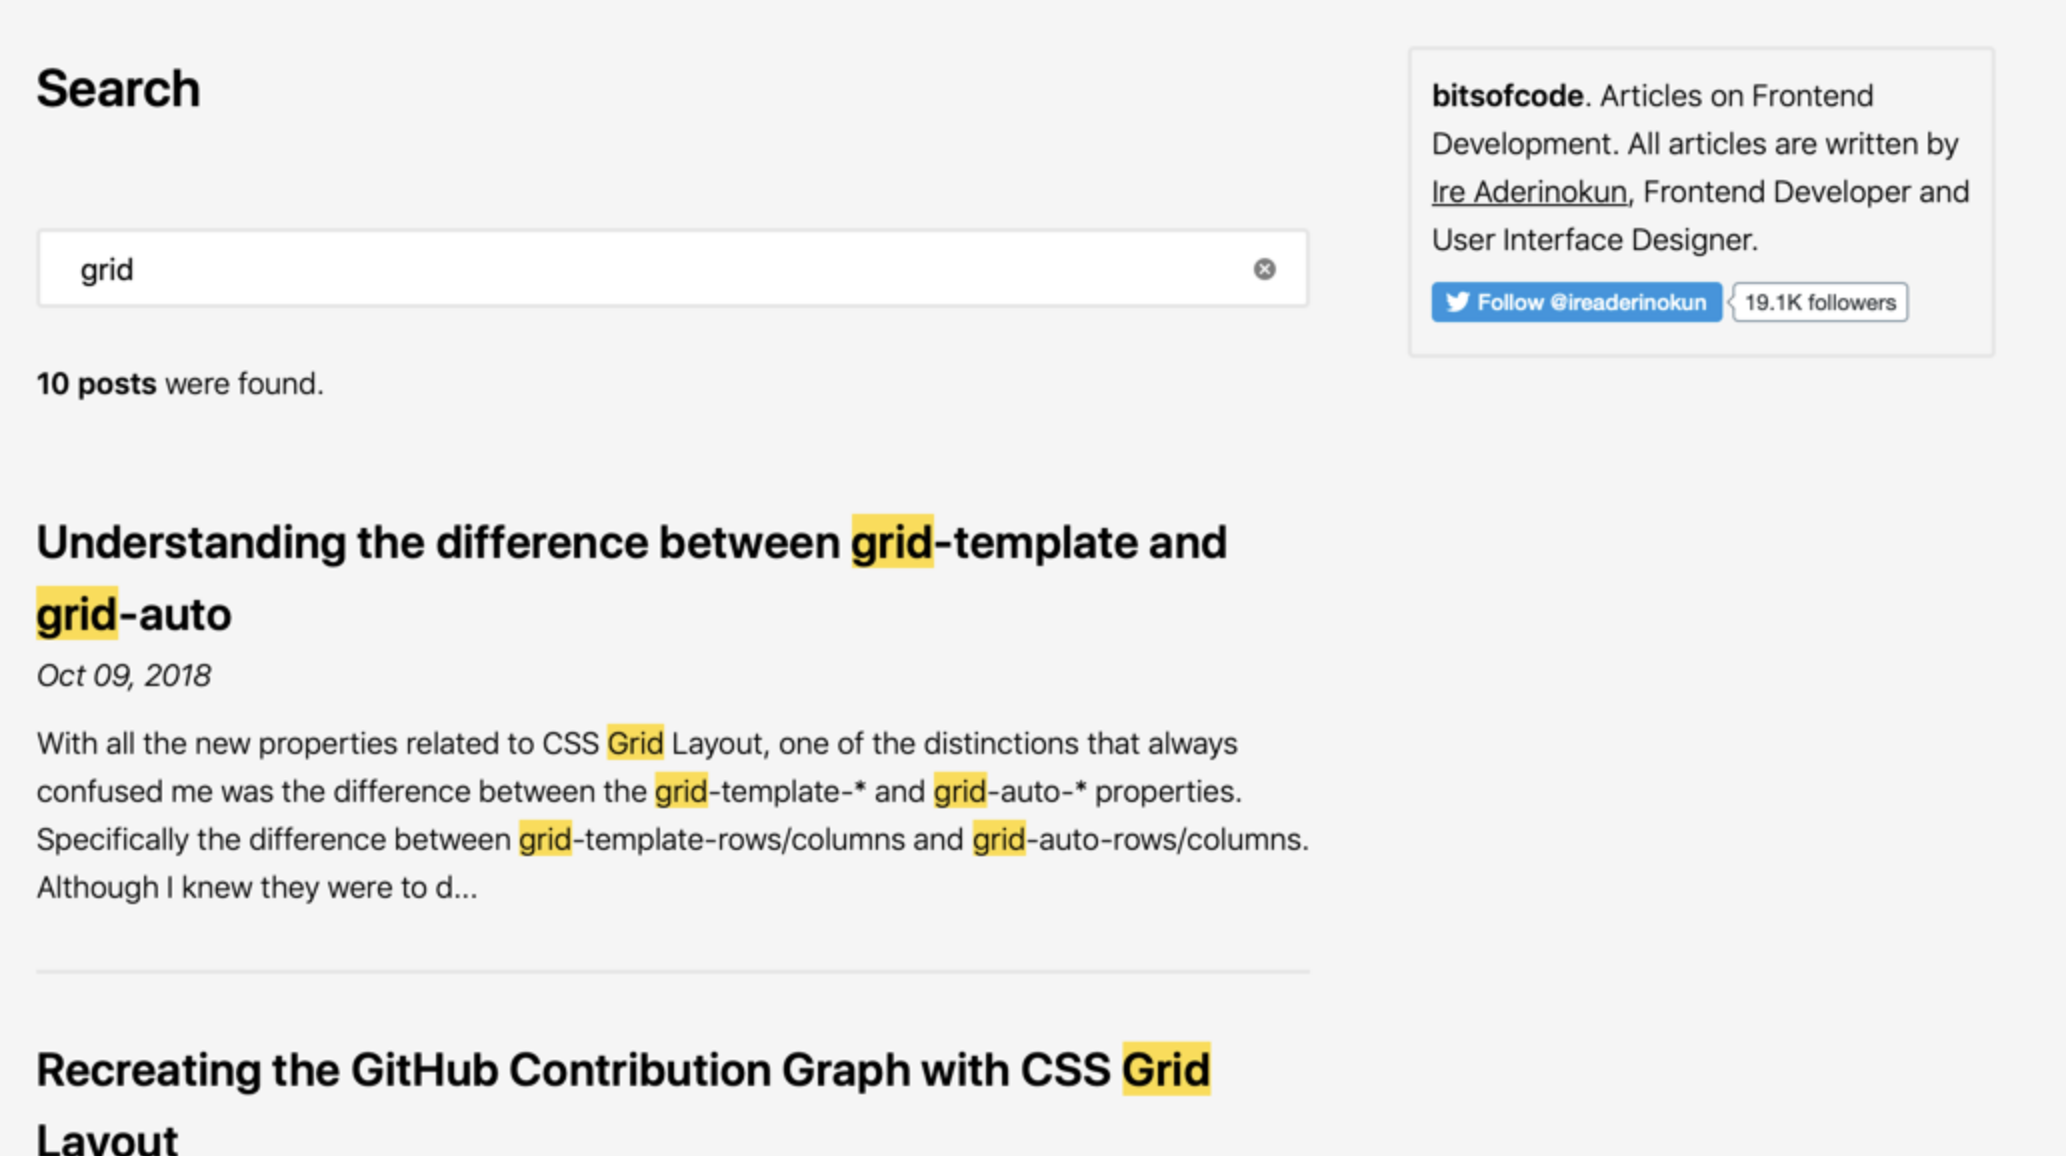 Search
grid
10 posts were found.
Understanding the difference between grid-template and
grid-auto
Oct 09, 2018
With all the new properties related to CSS Grid Layout, one of the distinctions that always
confused me was the difference between the grid-template-* and grid-auto-* properties.
Specifically the difference between grid-template-rows/columns and grid-auto-rows/columns.
Although I knew they were to d...
Recreating the GitHub Contribution Graph with CSS Grid
Layout
bitsofcode. Articles on Frontend
Development. All articles are written by
Ire Aderinokun, Frontend Developer and
User Interface Designer.
Follow @ireaderinokun 19.1K followers